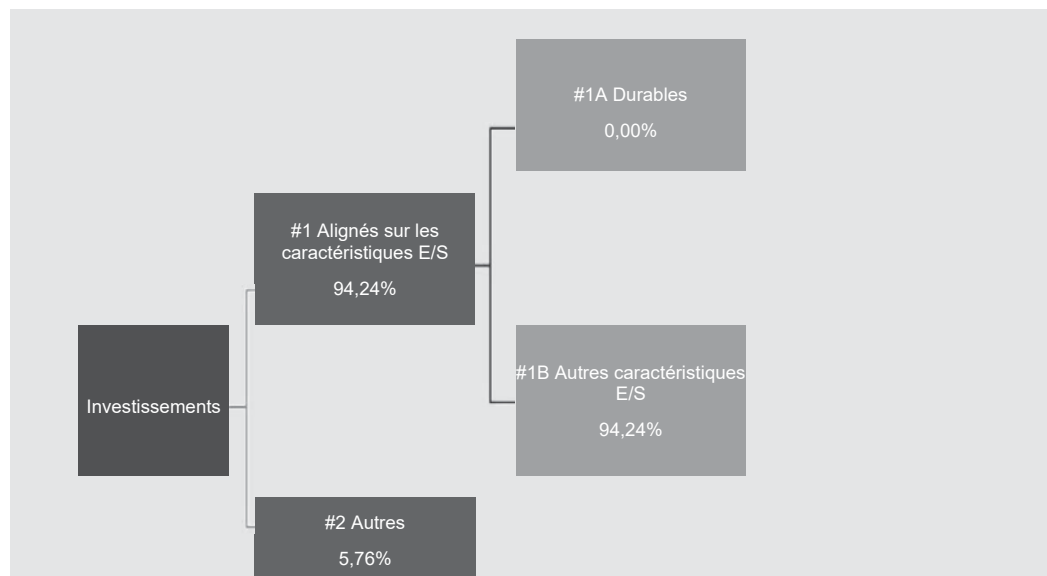 #1A Durables
0,00%
#1 Alignés sur les
caractéristiques E/S
94,24%
Investissements
#1B Autres caractéristiques
E/S
94,24%
#2 Autres
5,76%